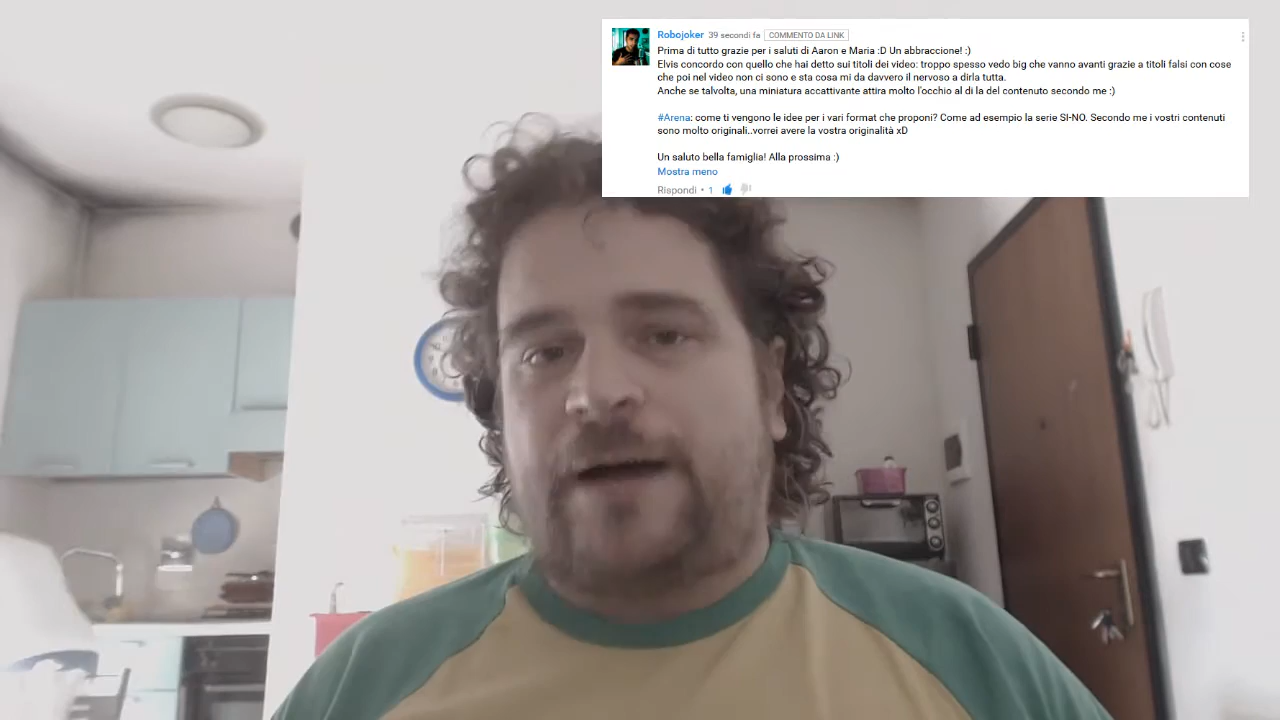 Robojoker 39 secondi fa COMMENTO DA LINK
Prima di tutto grazie per i saluti di Aaron e Maria :D Un abbraccione! :)
Elvis concordo con quello che hai detto sui titoli dei video: troppo spesso vedo big che vanno avanti grazie a titoli falsi con cose
che poi nel video non ci sono e sta cosa mi da davvero il nervoso a dirla tutta.
Anche se talvolta, una miniatura accattivante attira molto l'occhio al di la del contenuto secondo me :)
#Arena: come ti vengono le idee per i vari format che proponi? Come ad esempio la serie SI-NO. Secondo me i vostri contenuti
sono molto originali..vorrei avere la vostra originalità xD
Un saluto bella famiglia! Alla prossima :)
Mostra meno
Rispondi • 1